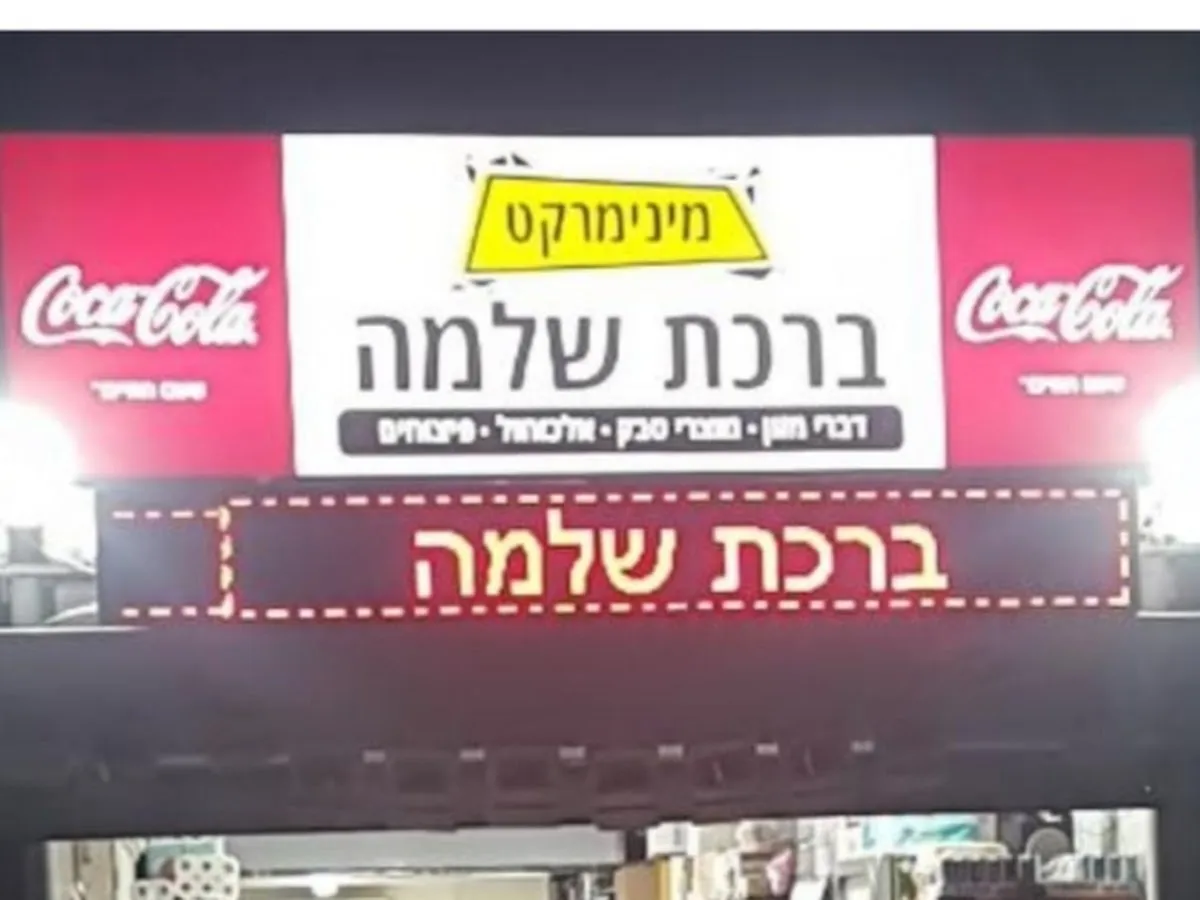 מינימרקט
Coca-Cola
Coca-Cola
ברכת שלמה
דברי מזון • מוצרי טבק • אלכוהול • פיצוחים
ברכת שלמה